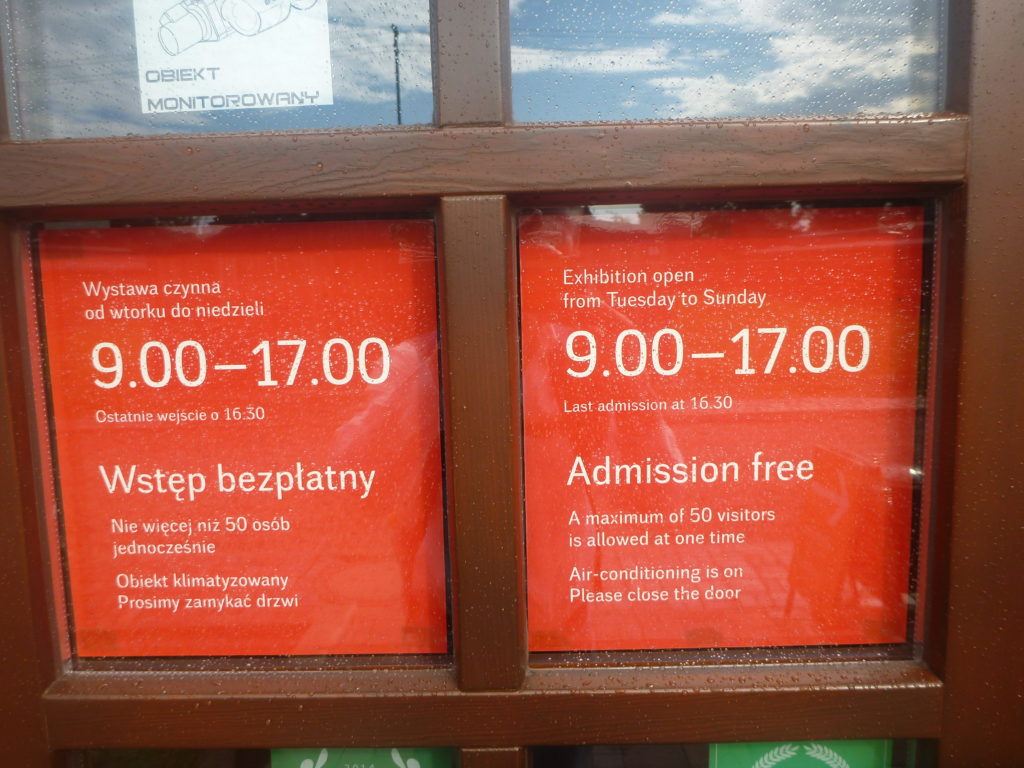 OBIEKT
MONITOROWANY
Wystawa czynna
od wtorku do niedzieli
9.00–17.00
Ostatnie wejście o 16.30
Wstęp bezpłatny
Nie więcej niż 50 osób
jednocześnie
Obiekt klimatyzowany
Prosimy zamykać drzwi
Exhibition open
from Tuesday to Sunday
9.00–17.00
Last admission at 16.30
Admission free
A maximum of 50 visitors
is allowed at one time
Air-conditioning is on
Please close the door